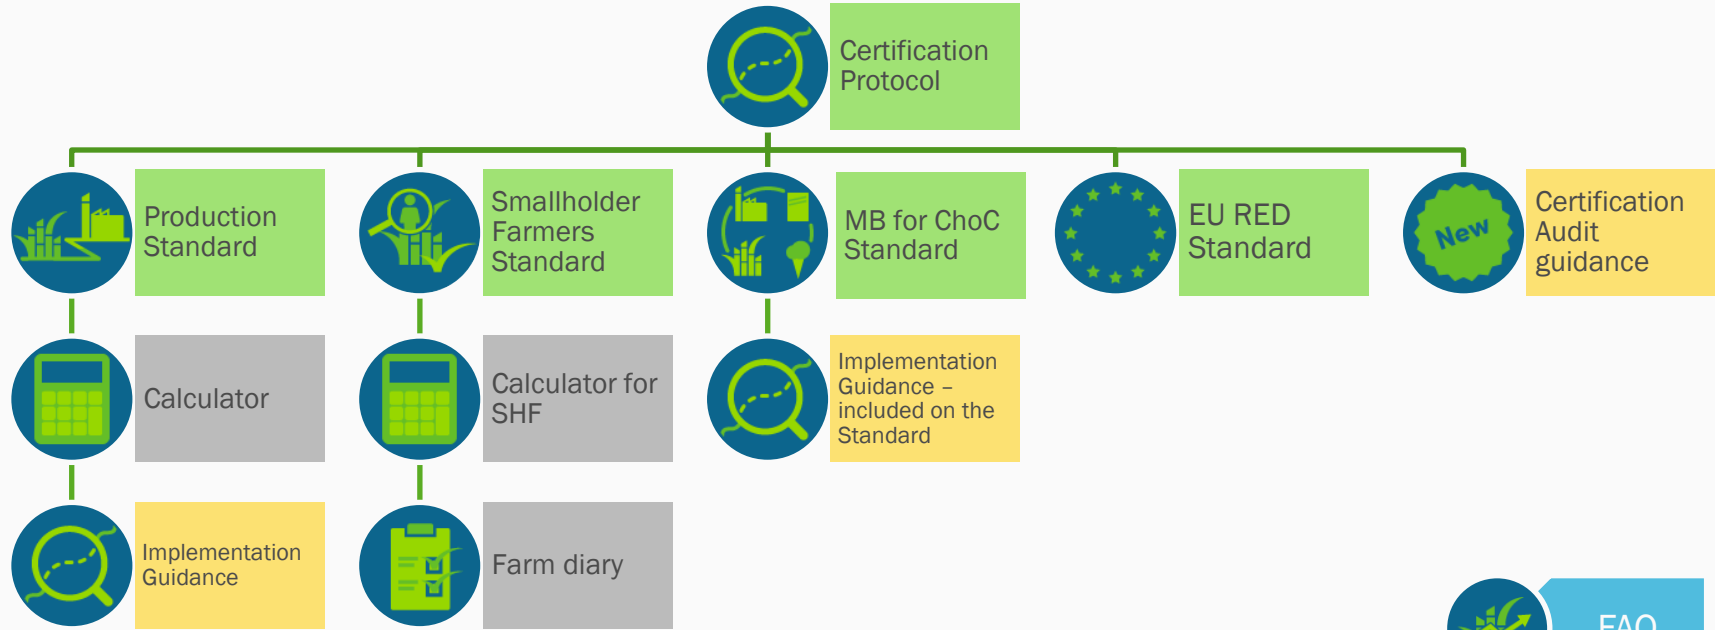 Certification
Protocol
Production
Standard
Smallholder
Farmers
Standard
MB for ChoC
Standard
EU RED
Standard
New
Certification
Audit
guidance
Calculator
Calculator for
SHF
Implementation
Guidance –
included on the
Standard
Implementation
Guidance
Farm diary
FAQ